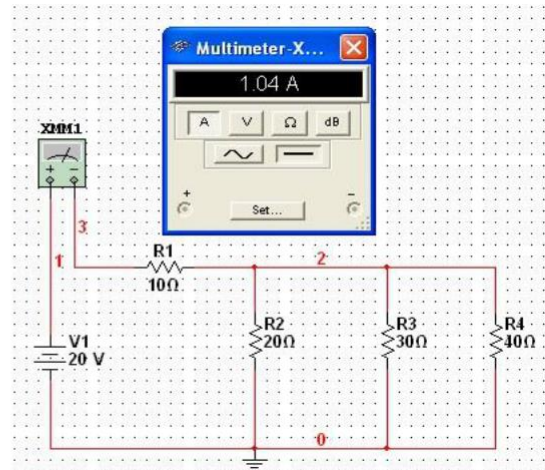 Multimeter-X...
1.04 A
A V Ω dB
+ -
Set...
XMM1
+ -
3
1
R1
10Ω
2
R2
20Ω
R3
30Ω
R4
40Ω
V1
20 V
0